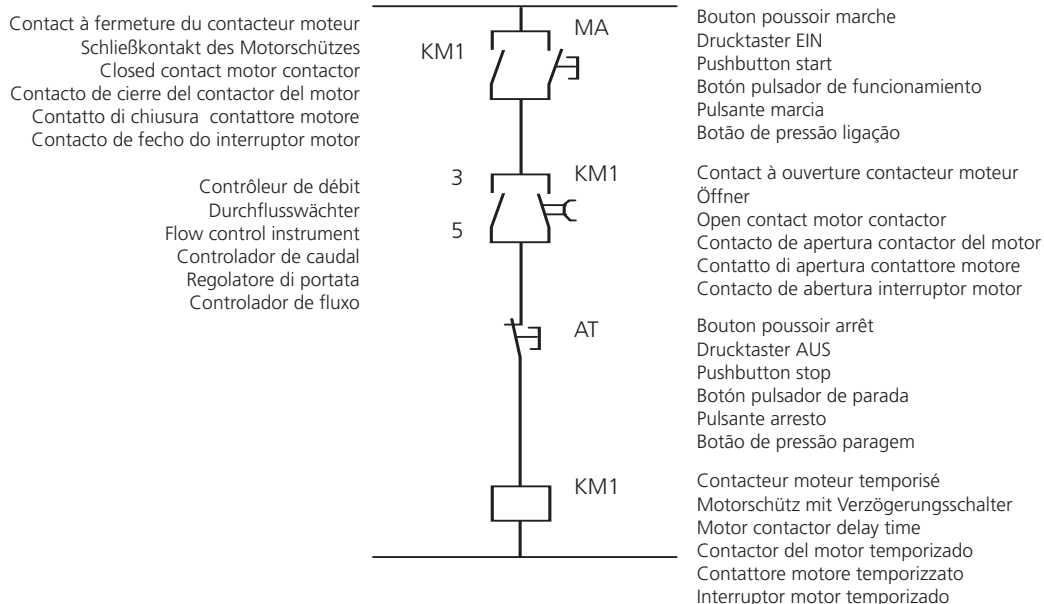 Contact à fermeture du contacteur moteur
Schließkontakt des Motorschützes
Closed contact motor contactor
Contacto de cierre del contactor del motor
Contatto di chiusura contattore motore
Contacto de fecho do interruptor motor
KM1
MA
Bouton poussoir marche
Drucktaster EIN
Pushbutton start
Botón pulsador de funcionamiento
Pulsante marcia
Botão de pressão ligação
Contrôleur de débit
Durchflusswächter
Flow control instrument
Controlador de caudal
Regolatore di portata
Controlador de fluxo
3
5
KM1
Contact à ouverture contacteur moteur
Öffner
Open contact motor contactor
Contacto de apertura contactor del motor
Contatto di apertura contattore motore
Contacto de abertura interruptor motor
AT
Bouton poussoir arrêt
Drucktaster AUS
Pushbutton stop
Botón pulsador de parada
Pulsante arresto
Botão de pressão paragem
KM1
Contacteur moteur temporisé
Motorschütz mit Verzögerungsschalter
Motor contactor delay time
Contactor del motor temporizado
Contattore motore temporizzato
Interruptor motor temporizado